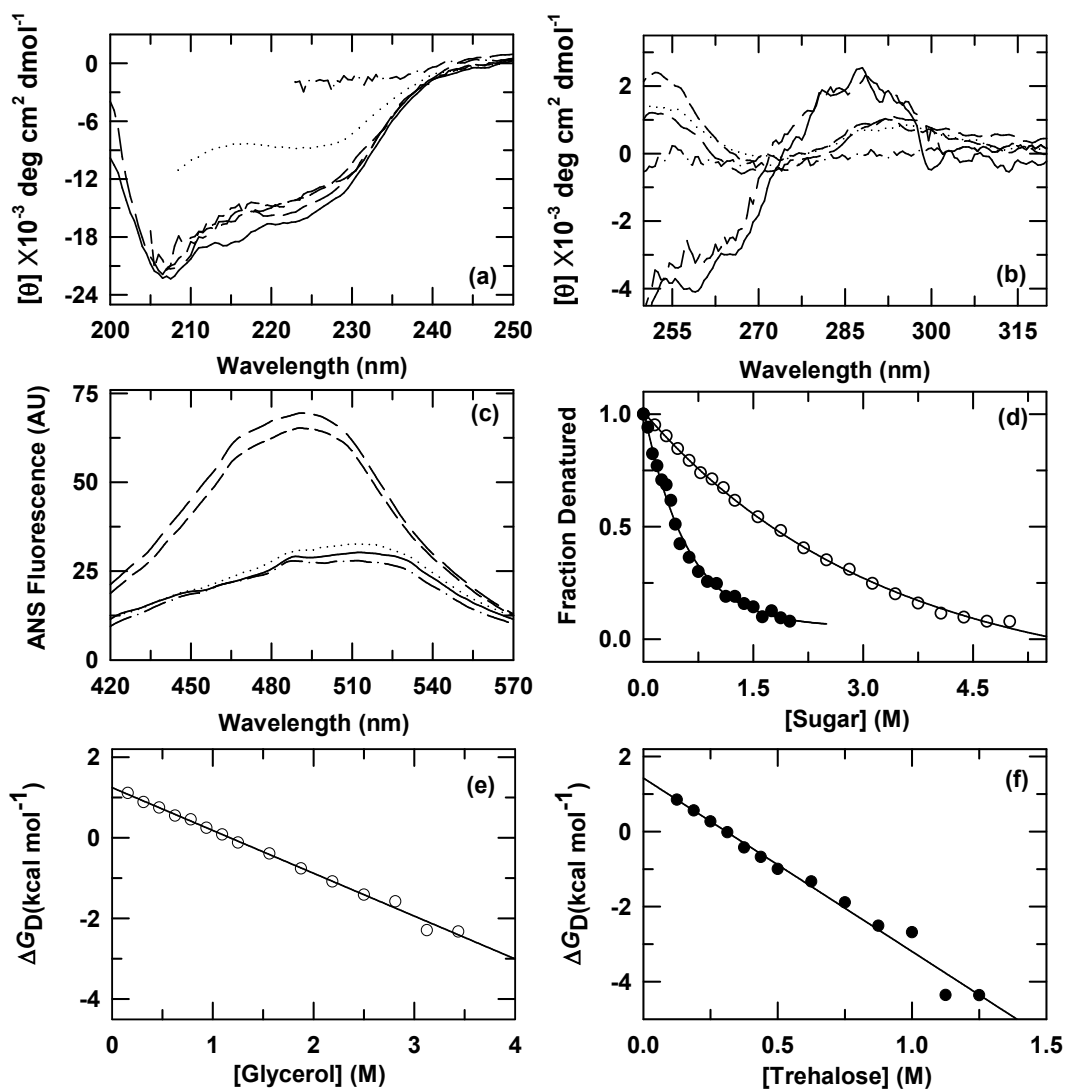 [θ] X10⁻³ deg cm² dmol⁻¹
0
-6
-12
-18
-24
(a)
200 210 220 230 240 250
Wavelength (nm)
[θ] X10⁻³ deg cm² dmol⁻¹
2
0
-2
-4
(b)
255 270 285 300 315
Wavelength (nm)
ANS Fluorescence (AU)
75
50
25
0
(c)
420 450 480 510 540 570
Wavelength (nm)
Fraction Denatured
1.0
0.5
0.0
(d)
0.0 1.5 3.0 4.5
[Sugar] (M)
ΔGD(kcal mol⁻¹)
2
0
-2
-4
(e)
0 1 2 3 4
[Glycerol] (M)
ΔGD(kcal mol⁻¹)
2
0
-2
-4
(f)
0.0 0.5 1.0 1.5
[Trehalose] (M)